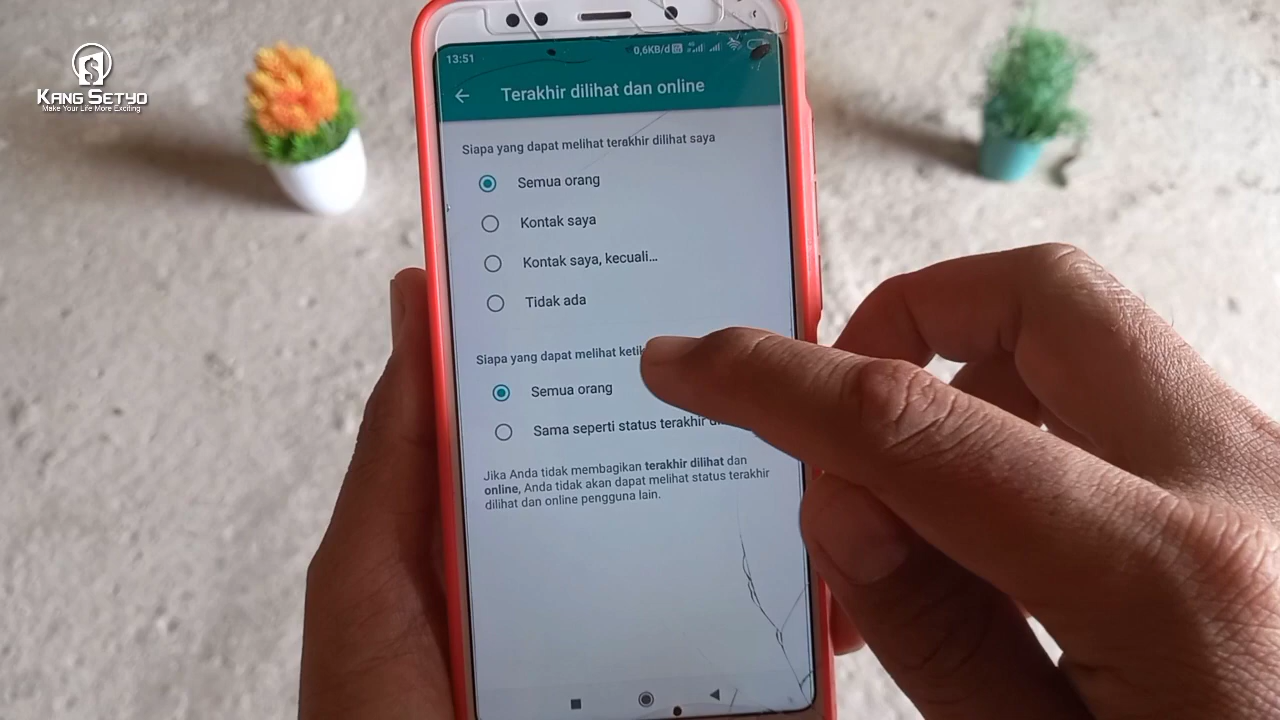 KANG SETYO
Make Your Life More Exciting
13:51
0,6KB/d
Terakhir dilihat dan online
Siapa yang dapat melihat terakhir dilihat saya
Semua orang
Kontak saya
Kontak saya, kecuali...
Tidak ada
Siapa yang dapat melihat
Semua orang
Sama seperti status terakhir
Jika Anda tidak membagikan terakhir dilihat dan
online, Anda tidak akan dapat melihat status terakhir
dilihat dan online pengguna lain.